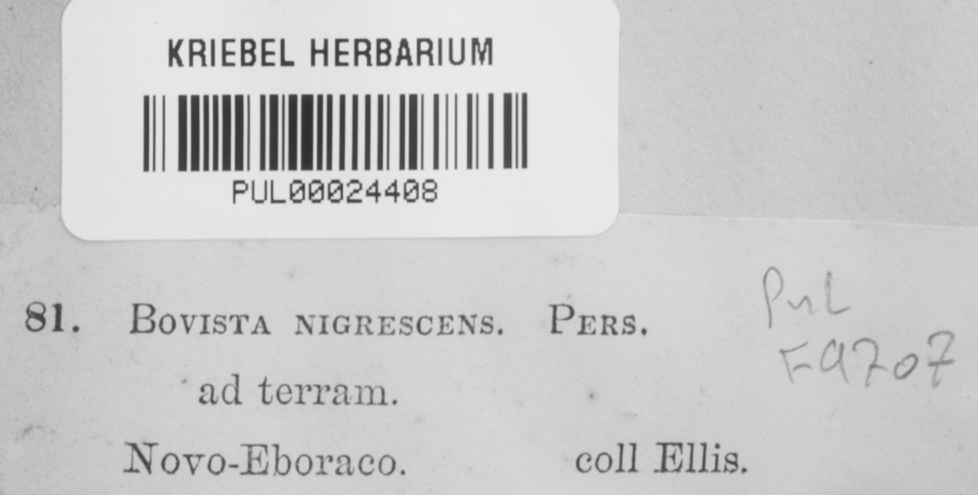 KRIEBEL HERBARIUM
PUL00024408
81. BOVISTA NIGRESCENS. PERS.
PUL
F9707
ad terram.
Novo-Eboraco. coll Ellis.